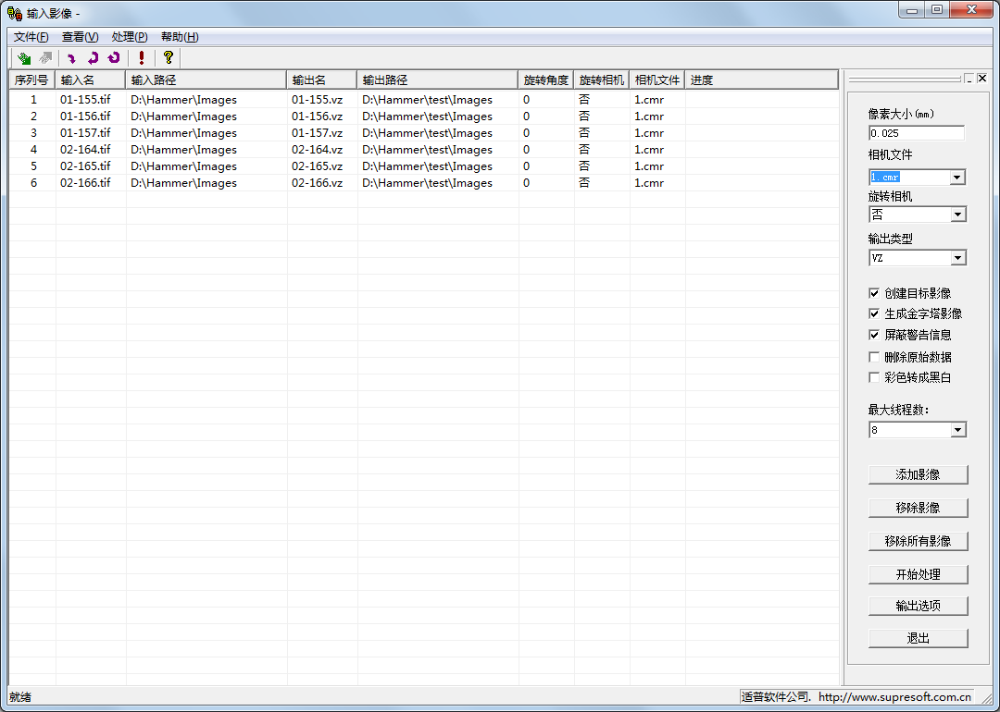 输入影像 -
文件(F) 查看(V) 处理(P) 帮助(H)
序列号 输入名 输入路径 输出名 输出路径 旋转角度 旋转相机 相机文件 进度
1 01-155.tif D:\Hammer\Images 01-155.vz D:\Hammer\test\Images 0 否 1.cmr
2 01-156.tif D:\Hammer\Images 01-156.vz D:\Hammer\test\Images 0 否 1.cmr
3 01-157.tif D:\Hammer\Images 01-157.vz D:\Hammer\test\Images 0 否 1.cmr
4 02-164.tif D:\Hammer\Images 02-164.vz D:\Hammer\test\Images 0 否 1.cmr
5 02-165.tif D:\Hammer\Images 02-165.vz D:\Hammer\test\Images 0 否 1.cmr
6 02-166.tif D:\Hammer\Images 02-166.vz D:\Hammer\test\Images 0 否 1.cmr
像素大小(mm)
0.025
相机文件
1.cmr
旋转相机
否
输出类型
VZ
创建目标影像
生成金字塔影像
屏蔽警告信息
删除原始数据
彩色转成黑白
最大线程数:
8
添加影像
移除影像
移除所有影像
开始处理
输出选项
退出
就绪 适普软件公司. http://www.supresoft.com.cn